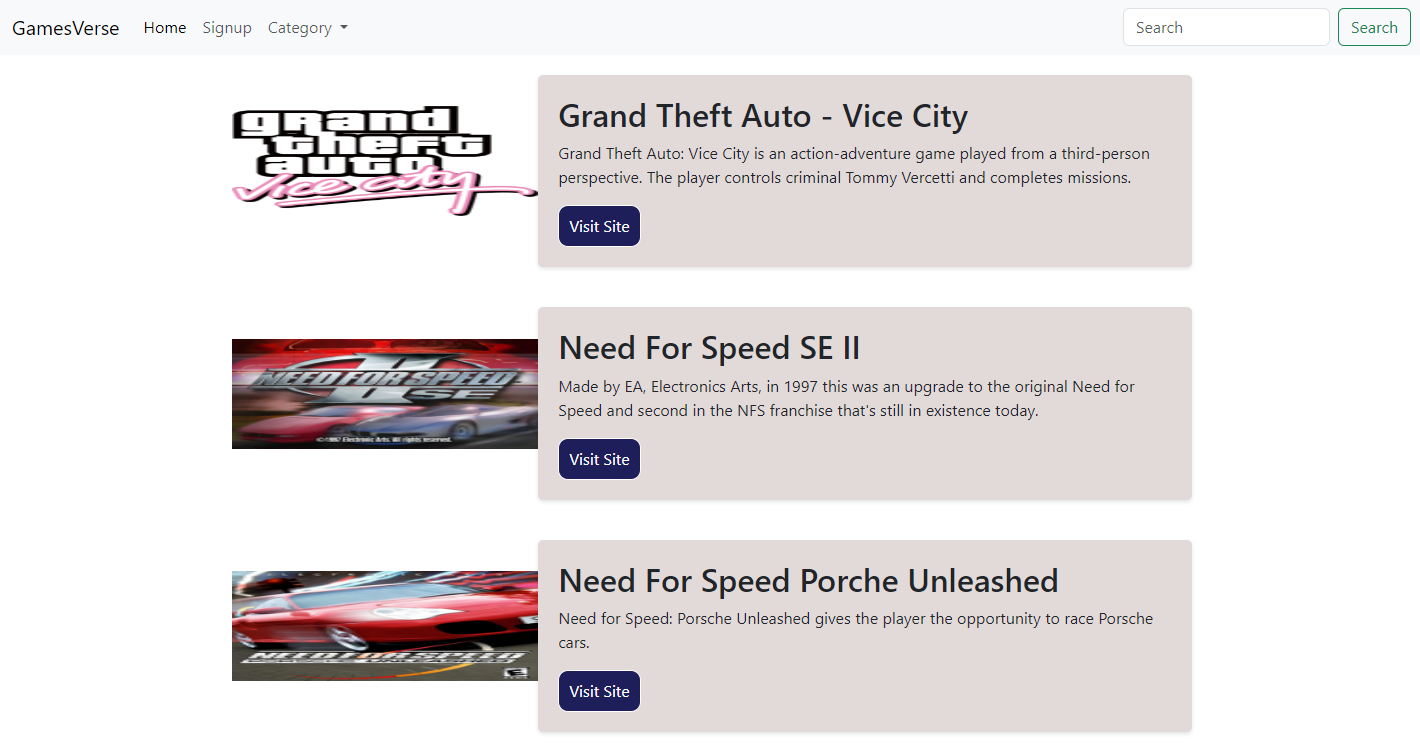 GamesVerse Home Signup Category Search Search
grand
theft
auto
vice city
Grand Theft Auto - Vice City
Grand Theft Auto: Vice City is an action-adventure game played from a third-person
perspective. The player controls criminal Tommy Vercetti and completes missions.
Visit Site
II
NEED FOR SPEED
SE
©1997 Electronic Arts. All rights reserved.
Need For Speed SE II
Made by EA, Electronics Arts, in 1997 this was an upgrade to the original Need for
Speed and second in the NFS franchise that's still in existence today.
Visit Site
NEED FOR SPEED
UNLEASHED
E
Need For Speed Porche Unleashed
Need for Speed: Porsche Unleashed gives the player the opportunity to race Porsche
cars.
Visit Site